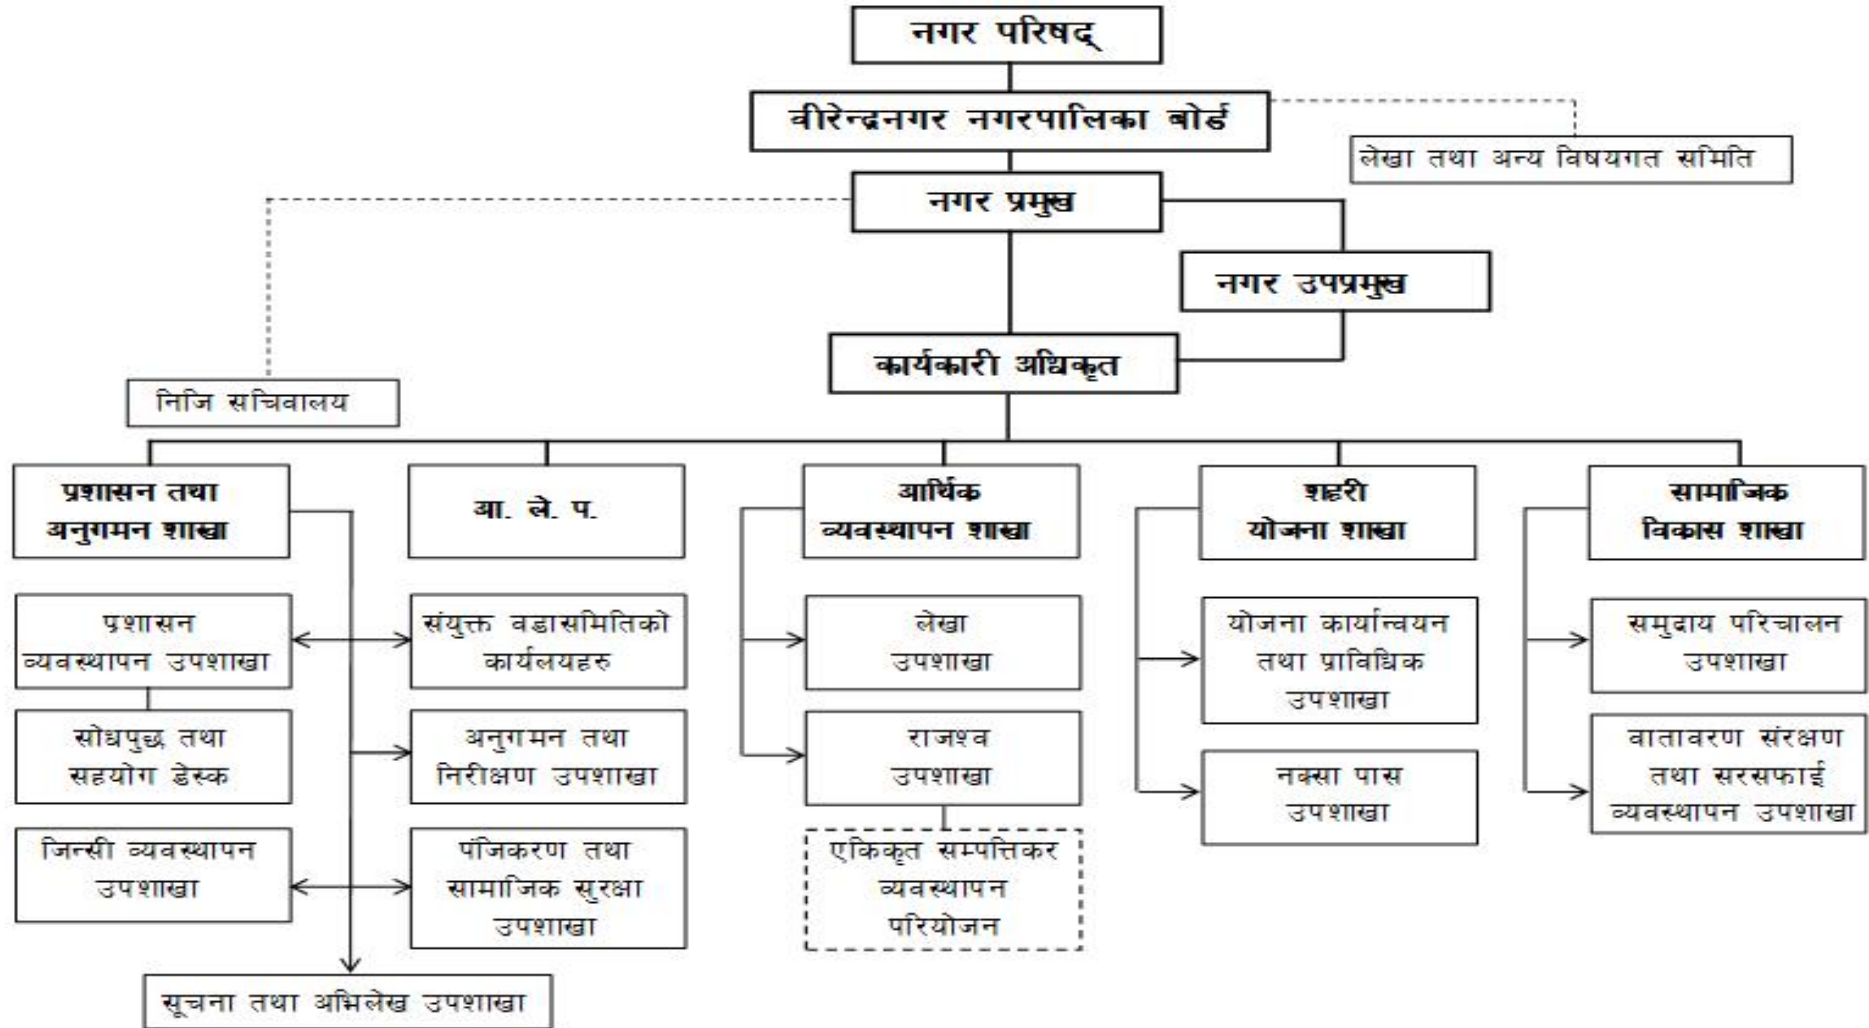 नगर परिषद्
वीरेन्द्रनगर नगरपालिका बोर्ड
लेखा तथा अन्य विषयगत समिति
नगर प्रमुख
नगर उपप्रमुख
कार्यकारी अधिकृत
निजि सचिवालय
प्रशासन तथा
अनुगमन शाखा
आ. ले. प.
आर्थिक
व्यवस्थापन शाखा
शहरी
योजना शाखा
सामाजिक
विकास शाखा
प्रशासन
व्यवस्थापन उपशाखा
संयुक्त वडासमितिको
कार्यलयहरु
लेखा
उपशाखा
योजना कार्यान्वयन
तथा प्राविधिक
उपशाखा
समुदाय परिचालन
उपशाखा
सोधपुछ तथा
सहयोग डेस्क
अनुगमन तथा
निरीक्षण उपशाखा
राजश्व
उपशाखा
नक्सा पास
उपशाखा
वातावरण संरक्षण
तथा सरसफाई
व्यवस्थापन उपशाखा
जिन्सी व्यवस्थापन
उपशाखा
पंजिकरण तथा
सामाजिक सुरक्षा
उपशाखा
एकिकृत सम्पत्तिकर
व्यवस्थापन
परियोजन
सूचना तथा अभिलेख उपशाखा